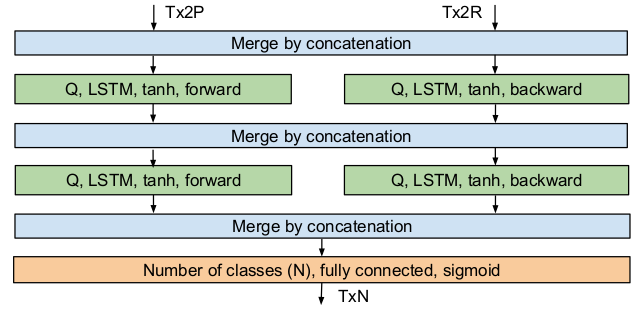 Tx2P
Tx2R
Merge by concatenation
Q, LSTM, tanh, forward
Q, LSTM, tanh, backward
Merge by concatenation
Q, LSTM, tanh, forward
Q, LSTM, tanh, backward
Merge by concatenation
Number of classes (N), fully connected, sigmoid
TxN